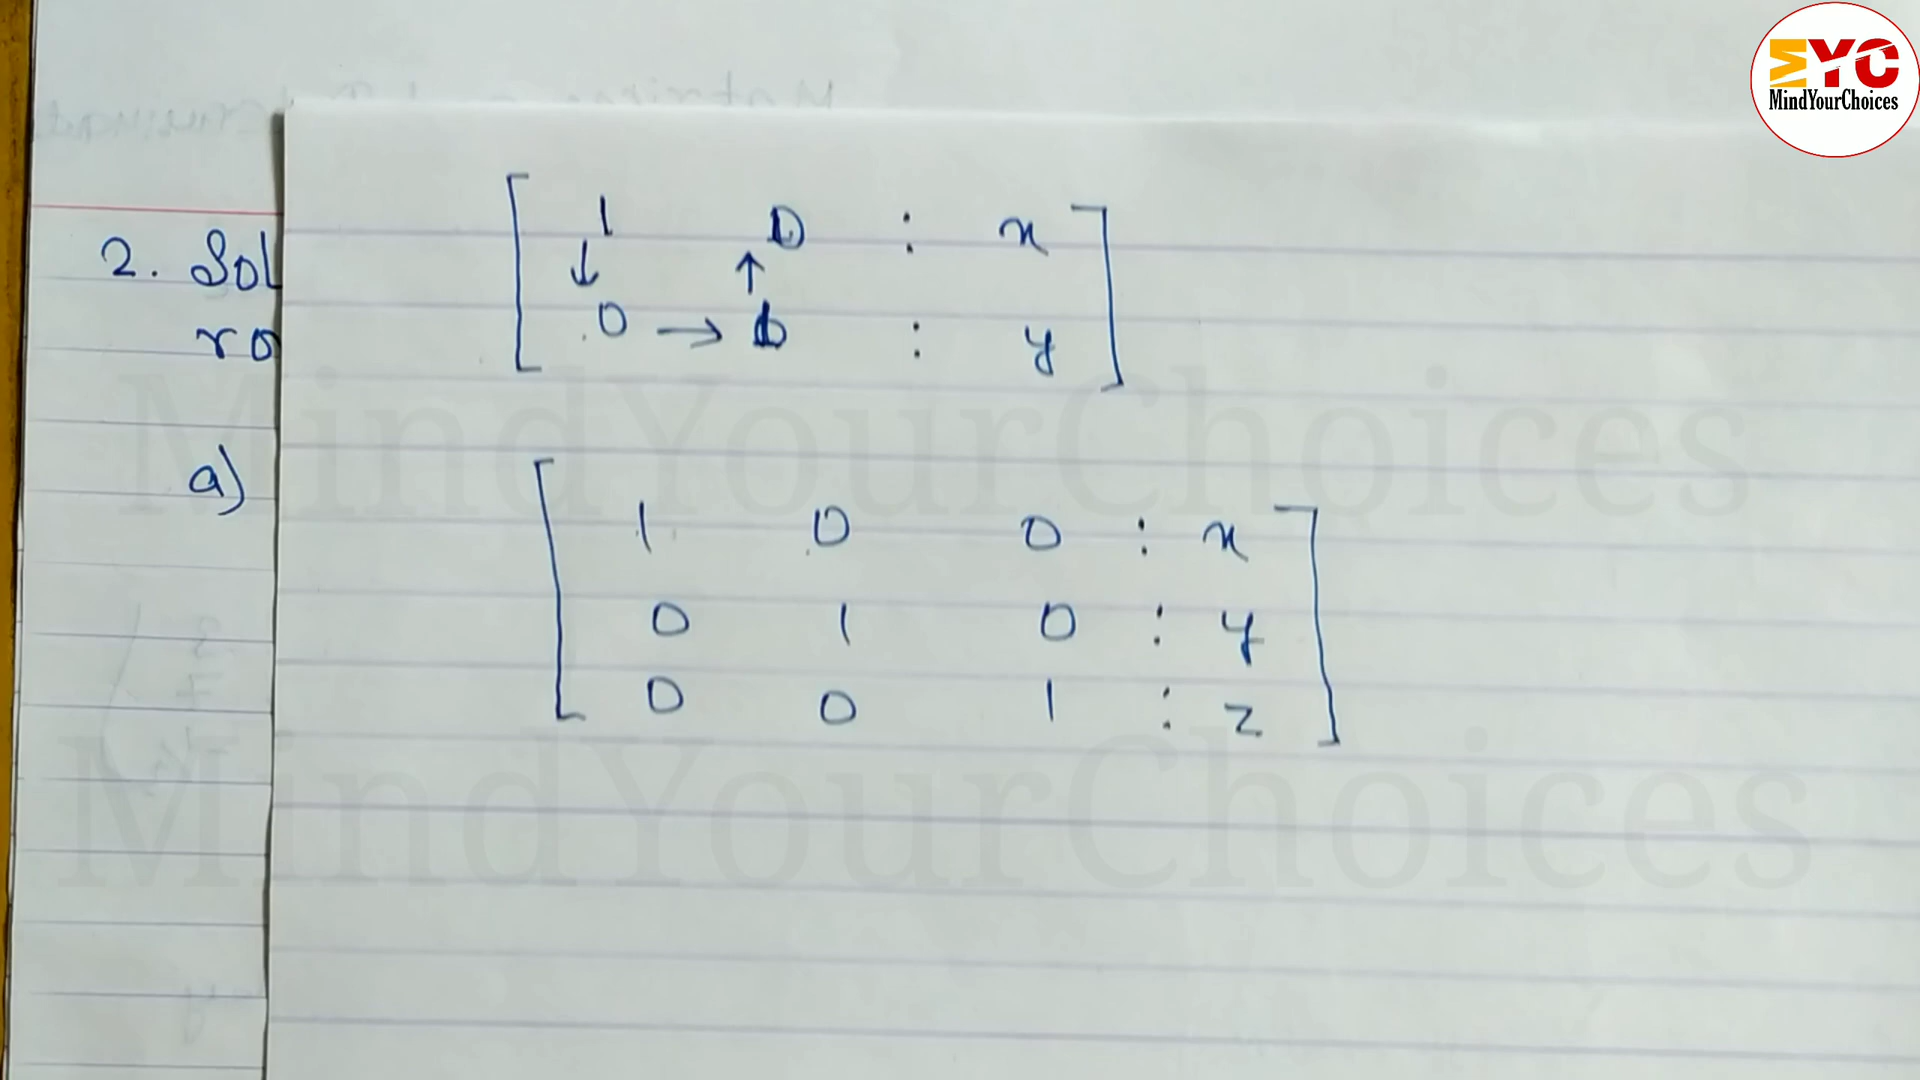 MYC
MindYourChoices
2. Sol
ro
a)
[ 1 0 : x ]
↓ ↑
[ 0 → 1 : y ]
[ 1 0 0 : x ]
[ 0 1 0 : y ]
[ 0 0 1 : z ]
MindYourChoices
MindYourChoices